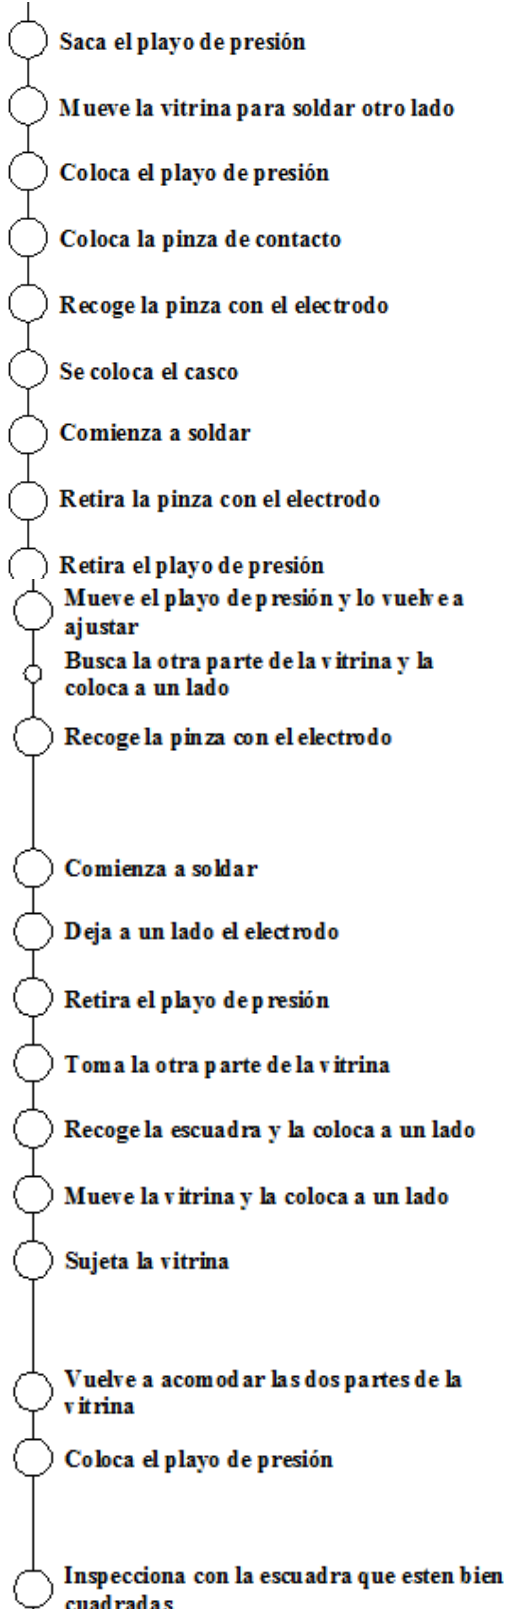 Saca el playo de presión
Mueve la vitrina para soldar otro lado
Coloca el playo de presión
Coloca la pinza de contacto
Recoge la pinza con el electrodo
Se coloca el casco
Comienza a soldar
Retira la pinza con el electrodo
Retira el playo de presión
Mueve el playo de presión y lo vuelve a
ajustar
Busca la otra parte de la vitrina y la
coloca a un lado
Recoge la pinza con el electrodo
Comienza a soldar
Deja a un lado el electrodo
Retira el playo de presión
Toma la otra parte de la vitrina
Recoge la escuadra y la coloca a un lado
Mueve la vitrina y la coloca a un lado
Sujeta la vitrina
Vuelve a acomodar las dos partes de la
vitrina
Coloca el playo de presión
Inspecciona con la escuadra que esten bien
cuadradas